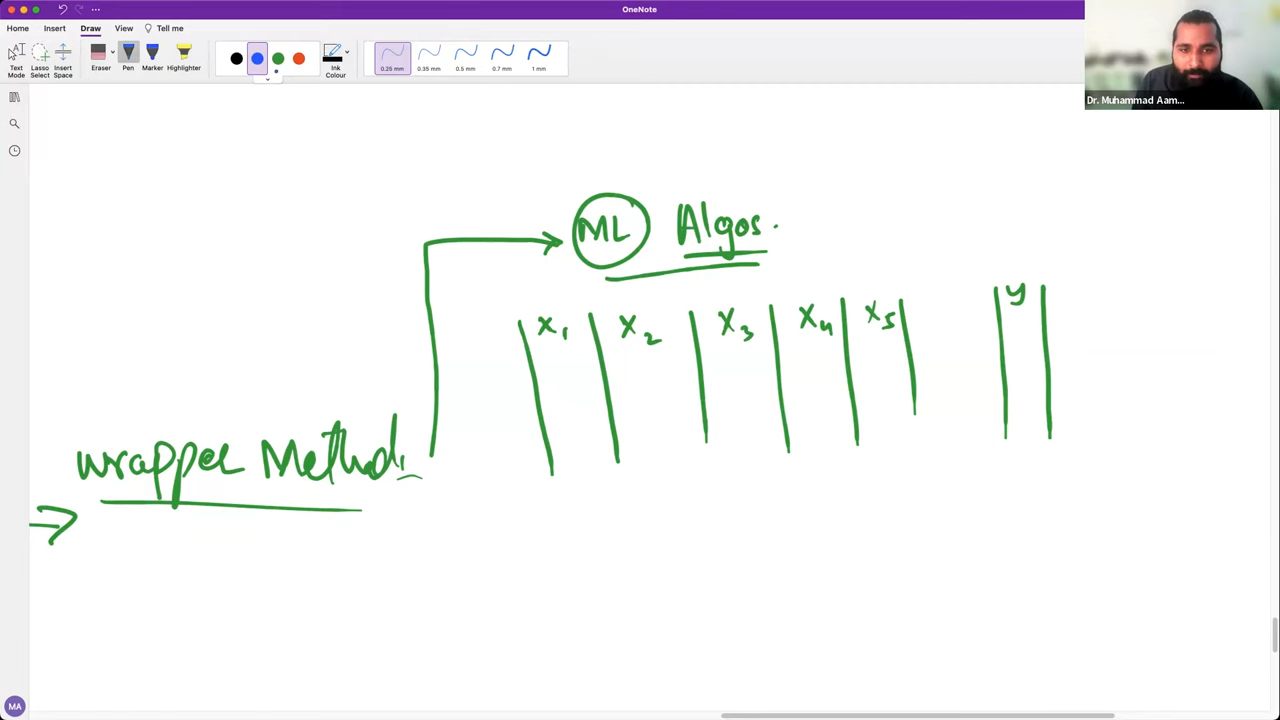 OneNote
Home Insert Draw View Tell me
Text Mode Lasso Select Insert Space Eraser Pen Marker Highlighter Ink Colour 0.25 mm 0.35 mm 0.5 mm 0.7 mm 1 mm
Dr. Muhammad Aam...
ML Algos.
X1 X2 X3 X4 X5 y
wrapper Method
MA